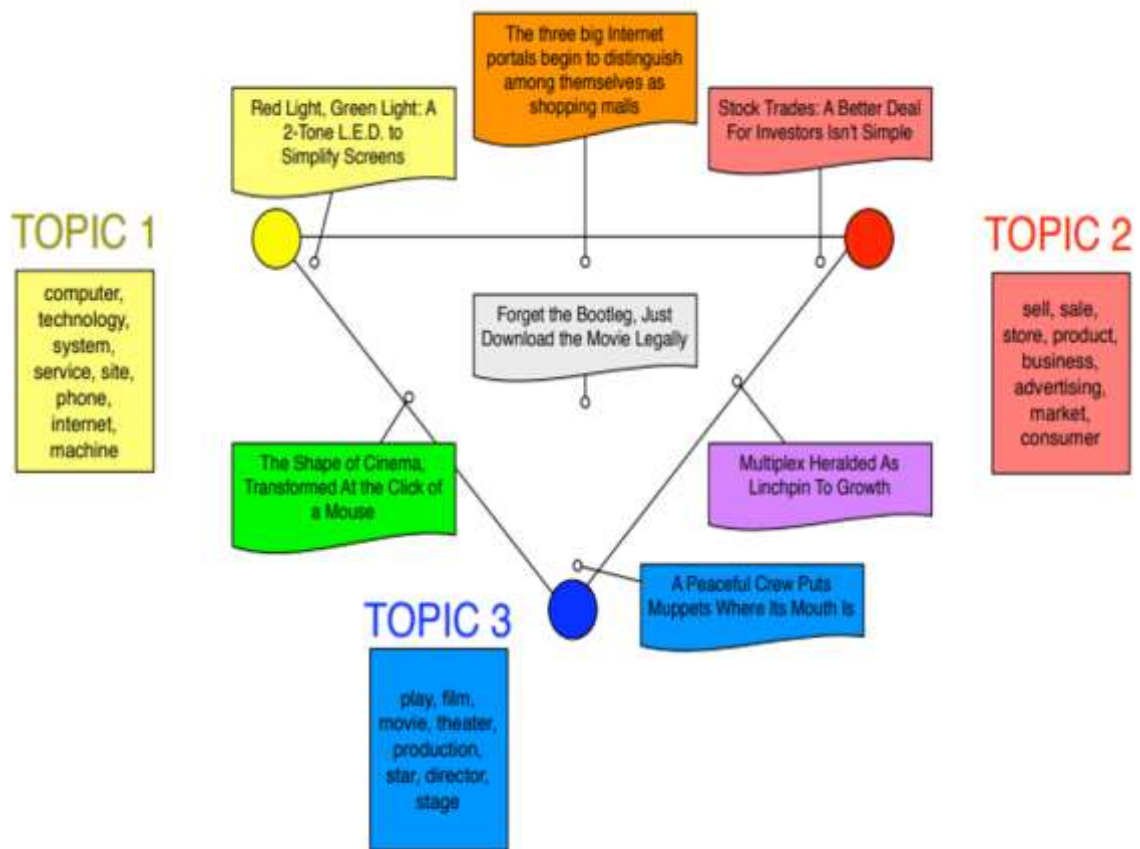 The three big Internet
portals begin to distinguish
among themselves as
shopping malls
Red Light, Green Light: A
2-Tone L.E.D. to
Simplify Screens
Stock Trades: A Better Deal
For Investors Isn't Simple
TOPIC 1
computer,
technology,
system,
service, site,
phone,
internet,
machine
TOPIC 2
sell, sale,
store, product,
business,
advertising,
market,
consumer
Forget the Bootleg, Just
Download the Movie Legally
The Shape of Cinema,
Transformed At the Click of
a Mouse
Multiplex Heralded As
Linchpin To Growth
A Peaceful Crew Puts
Muppets Where Its Mouth Is
TOPIC 3
play, film,
movie, theater,
production,
star, director,
stage